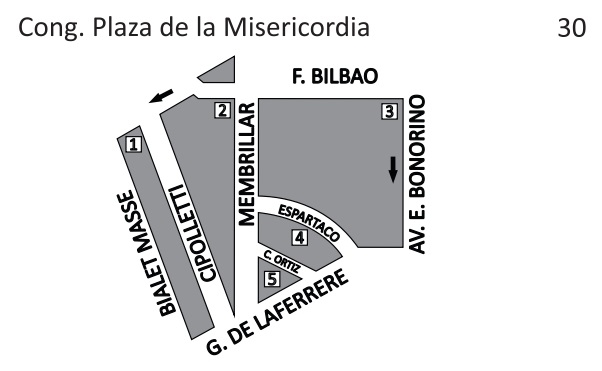 Cong. Plaza de la Misericordia
30
F. BILBAO
1
2
3
MEMBRILLAR
AV. E. BONORINO
BIALET MASSE
CIPOLLETTI
ESPARTACO
4
C. ORTIZ
5
G. DE LAFERRERE